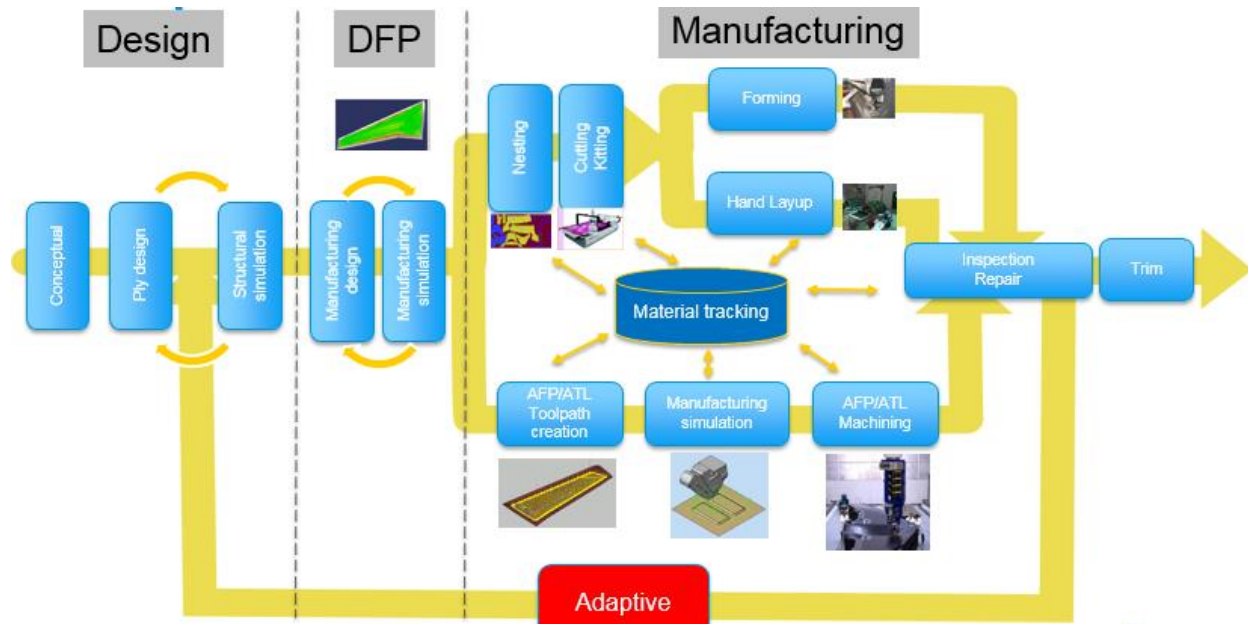 Design
DFP
Manufacturing
Conceptual
Ply design
Structural
simulation
Manufacturing
design
Manufacturing
simulation
Nesting
Cutting
Kitting
Forming
Hand Layup
Material tracking
Inspection
Repair
Trim
AFP/ATL
Toolpath
creation
Manufacturing
simulation
AFP/ATL
Machining
Adaptive